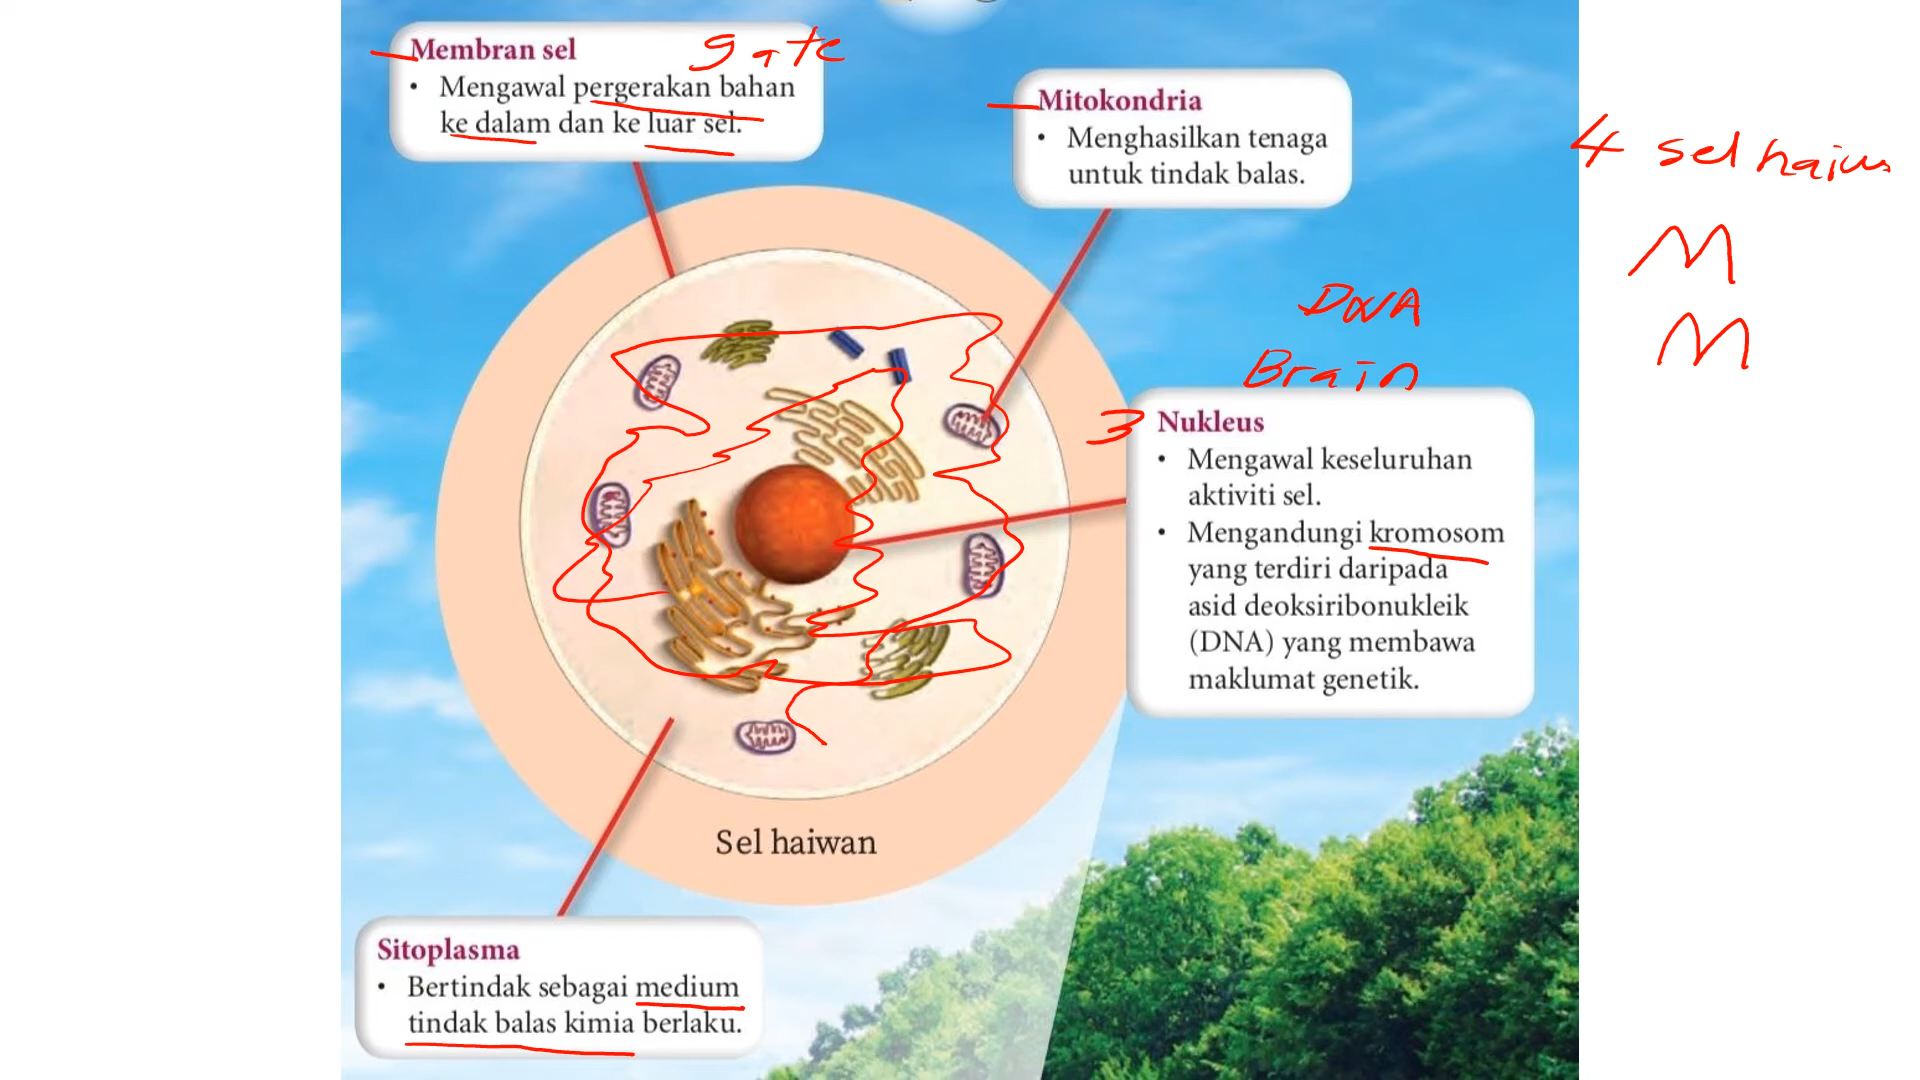 Membran sel
gate
• Mengawal pergerakan bahan
ke dalam dan ke luar sel.
Mitokondria
• Menghasilkan tenaga
untuk tindak balas.
4 sel haiw
M
M
DNA
Brain
3
Nukleus
• Mengawal keseluruhan
aktiviti sel.
• Mengandungi kromosom
yang terdiri daripada
asid deoksiribonukleik
(DNA) yang membawa
maklumat genetik.
Sel haiwan
Sitoplasma
• Bertindak sebagai medium
tindak balas kimia berlaku.